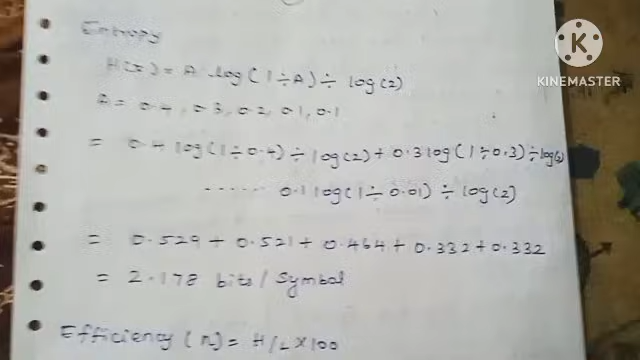 Entropy
H(x) = A log(1÷A) ÷ log(2)
A = 0.4, 0.3, 0.2, 0.1, 0.1
= 0.4 log(1÷0.4) ÷ log(2) + 0.3 log(1÷0.3) ÷ log(2)
...... 0.1 log(1÷0.01) ÷ log(2)
= 0.529 + 0.521 + 0.464 + 0.332 + 0.332
= 2.178 bits / Symbol
Efficiency (η) = H/L × 100
KINEMASTER